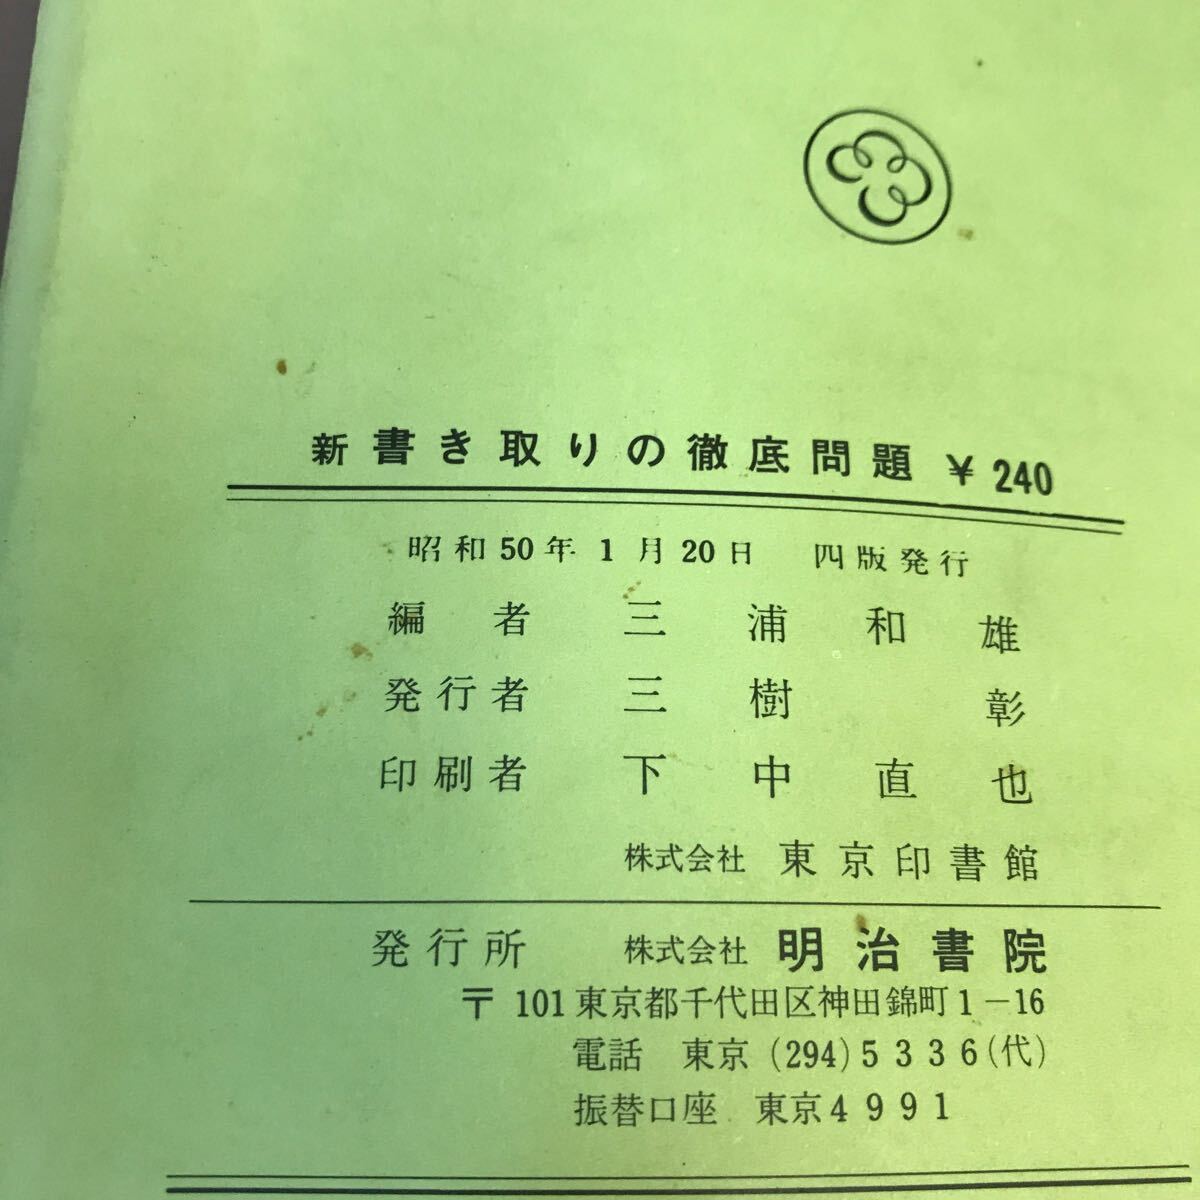 新書き取りの徹底問題 ¥240
昭和50年1月20日 四版発行
編者 三浦和雄
発行者 三樹彰
印刷者 下中直也
株式会社 東京印書館
発行所 株式会社 明治書院
〒101東京都千代田区神田錦町1-16
電話 東京(294)5336(代)
振替口座 東京4991